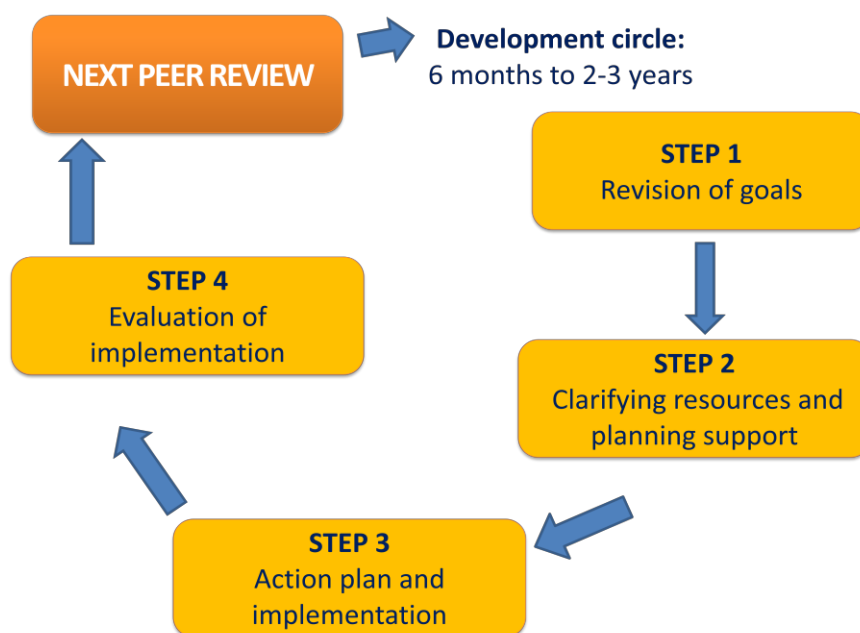 NEXT PEER REVIEW
Development circle:
6 months to 2-3 years
STEP 1
Revision of goals
STEP 2
Clarifying resources and
planning support
STEP 3
Action plan and
implementation
STEP 4
Evaluation of
implementation